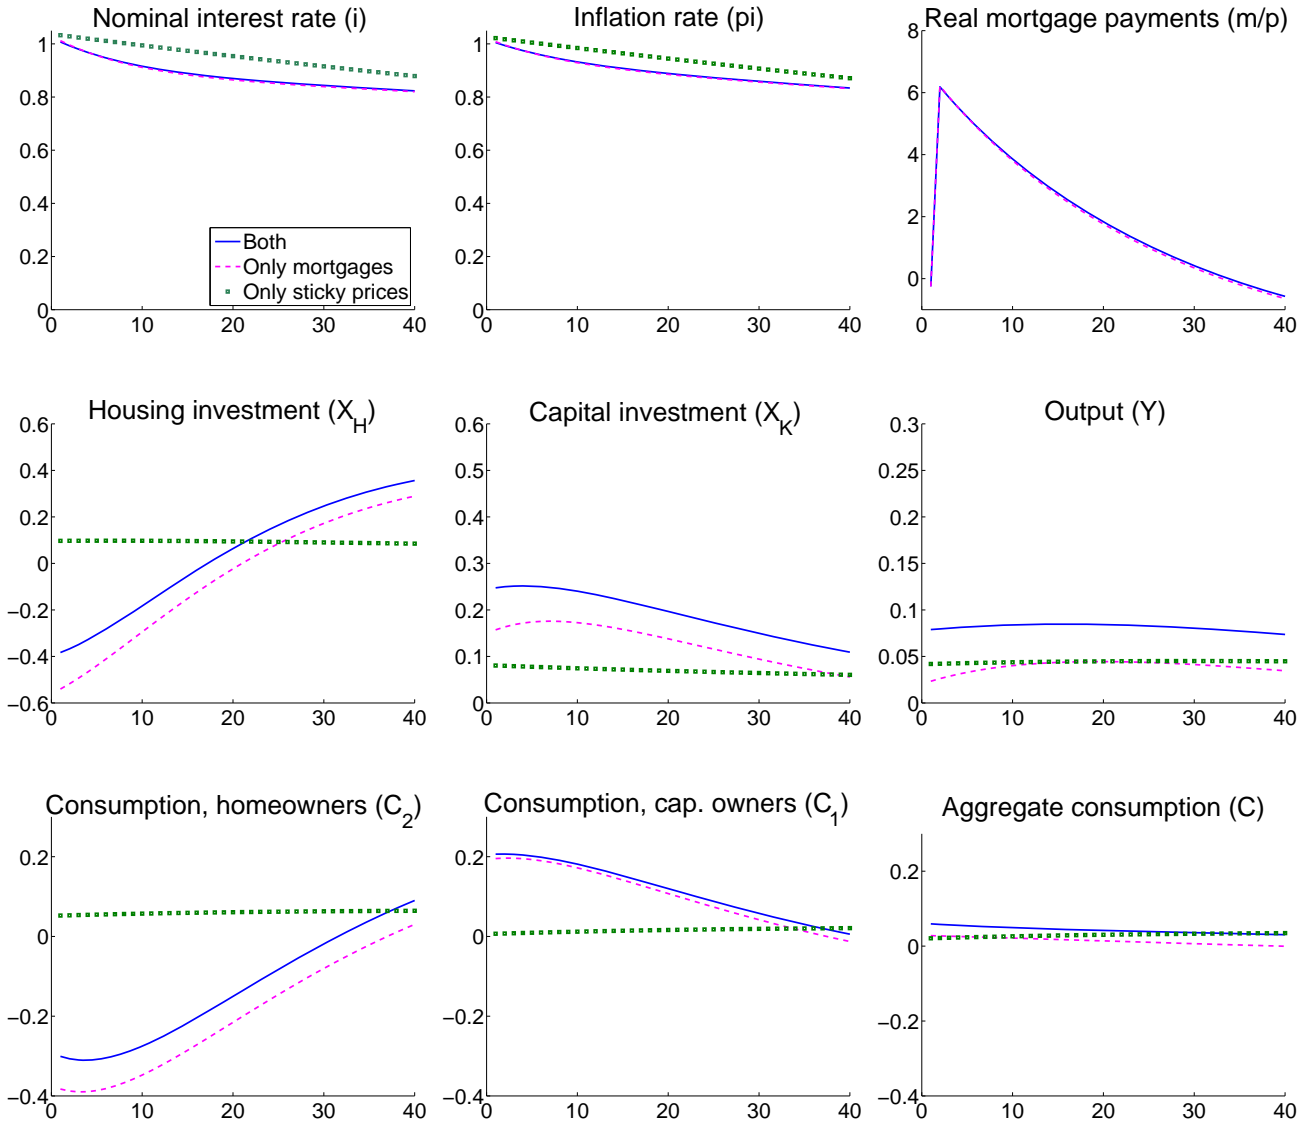 Nominal interest rate (i)
1
0.8
0.6
0.4
0.2
0
0 10 20 30 40
Both
Only mortgages
Only sticky prices
Inflation rate (pi)
1
0.8
0.6
0.4
0.2
0
0 10 20 30 40
Real mortgage payments (m/p)
8
6
4
2
0
0 10 20 30 40
Housing investment (X_H)
0.6
0.4
0.2
0
−0.2
−0.4
−0.6
0 10 20 30 40
Capital investment (X_K)
0.6
0.5
0.4
0.3
0.2
0.1
0
0 10 20 30 40
Output (Y)
0.3
0.25
0.2
0.15
0.1
0.05
0
0 10 20 30 40
Consumption, homeowners (C_2)
0.2
0
−0.2
−0.4
0 10 20 30 40
Consumption, cap. owners (C_1)
0.2
0
−0.2
−0.4
0 10 20 30 40
Aggregate consumption (C)
0.2
0
−0.2
−0.4
0 10 20 30 40